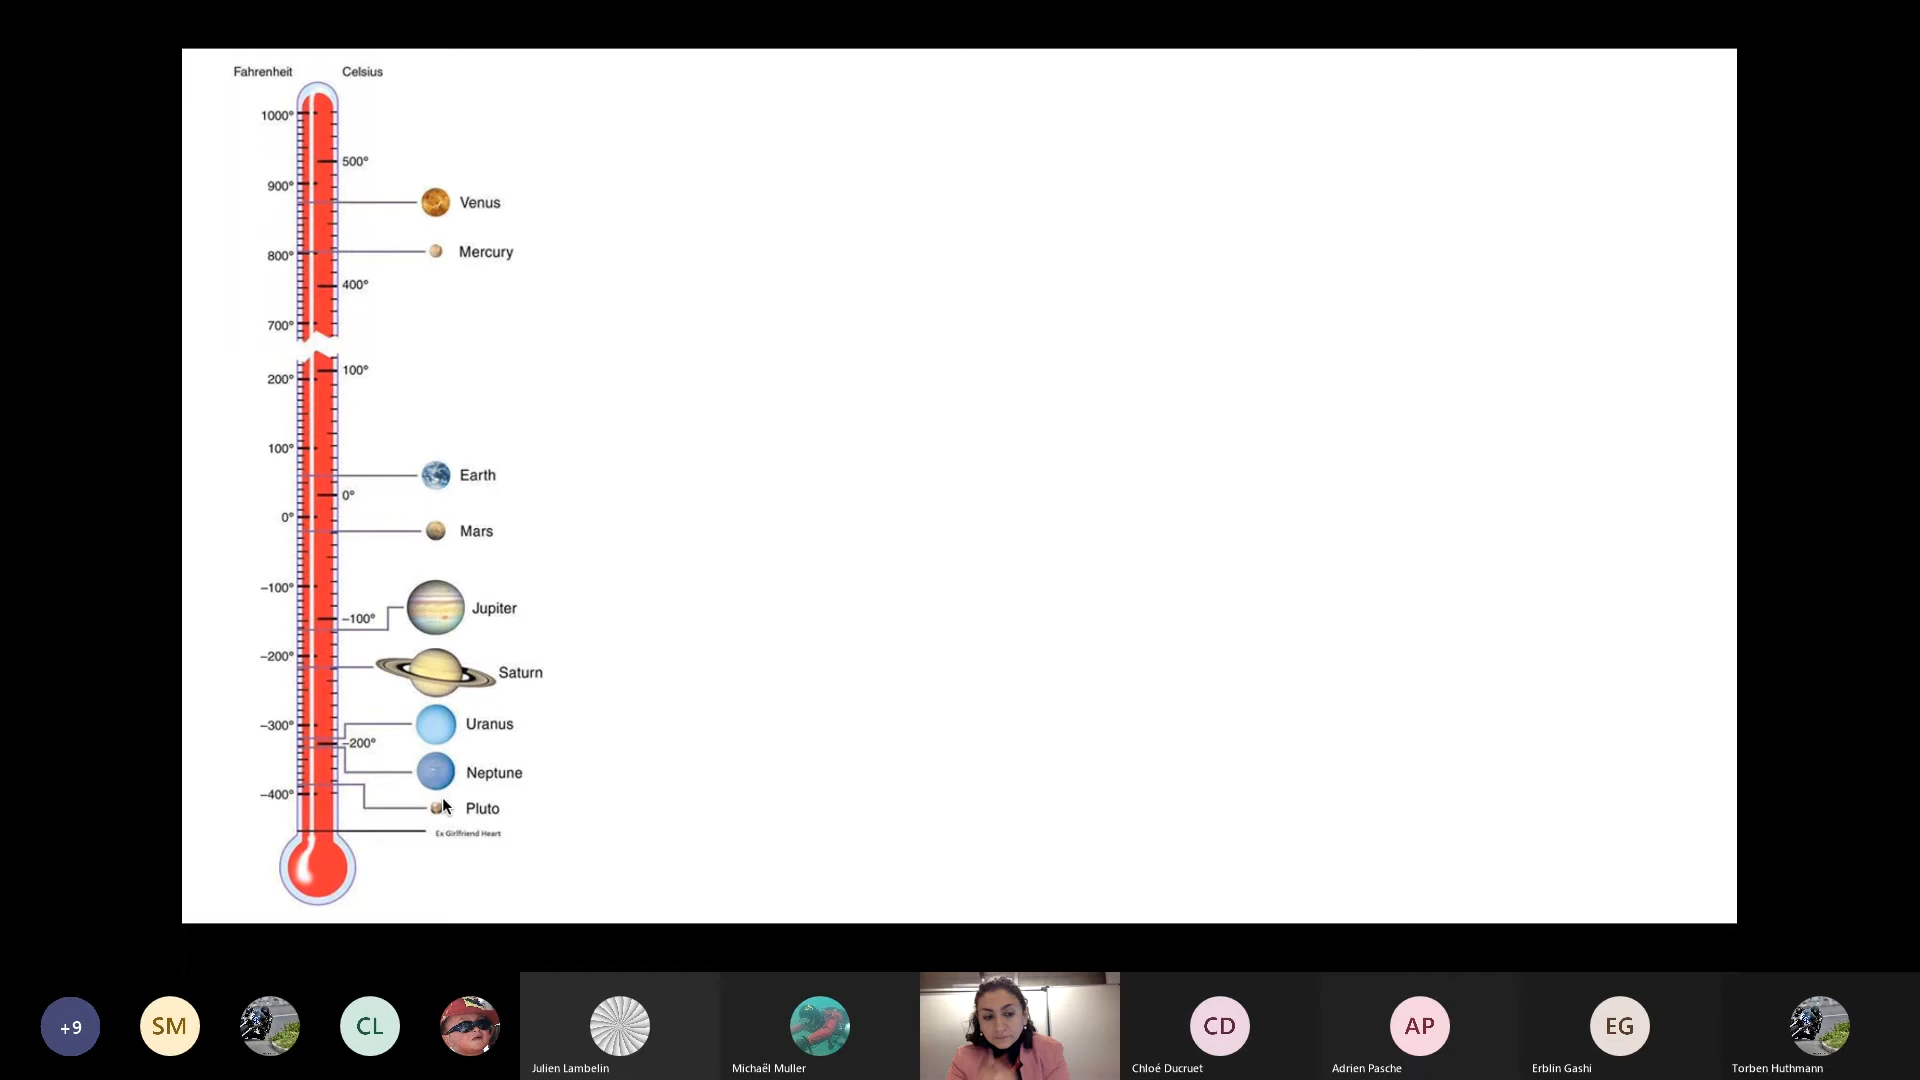 Fahrenheit Celsius
1000°
500°
900°
Venus
Mercury
800°
400°
700°
100°
200°
100°
Earth
0°
0°
Mars
–100°
Jupiter
–100°
–200°
Saturn
Uranus
–300°
–200°
Neptune
–400°
Pluto
Ex Girlfriend Heart
+9
SM
CL
CD
AP
EG
Julien Lambelin
Michaël Muller
Chloé Ducruet
Adrien Pasche
Erblin Gashi
Torben Huthmann